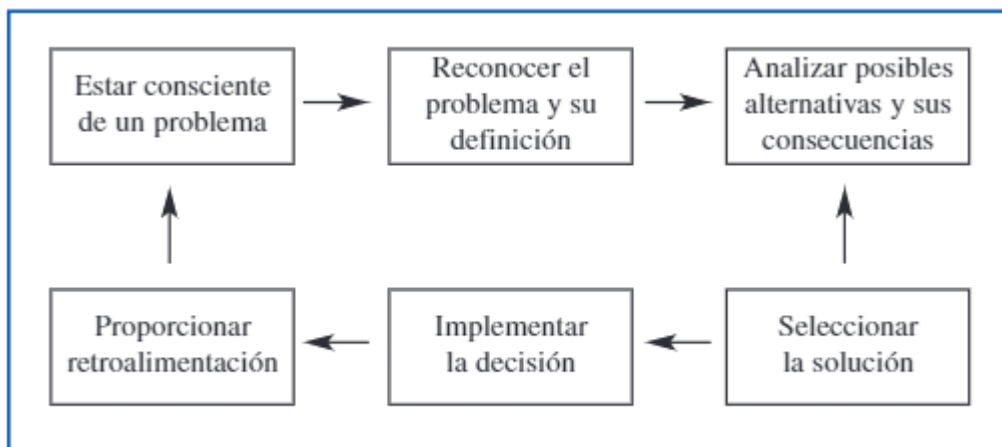 Estar consciente
de un problema
Reconocer el
problema y su
definición
Analizar posibles
alternativas y sus
consecuencias
Proporcionar
retroalimentación
Implementar
la decisión
Seleccionar
la solución